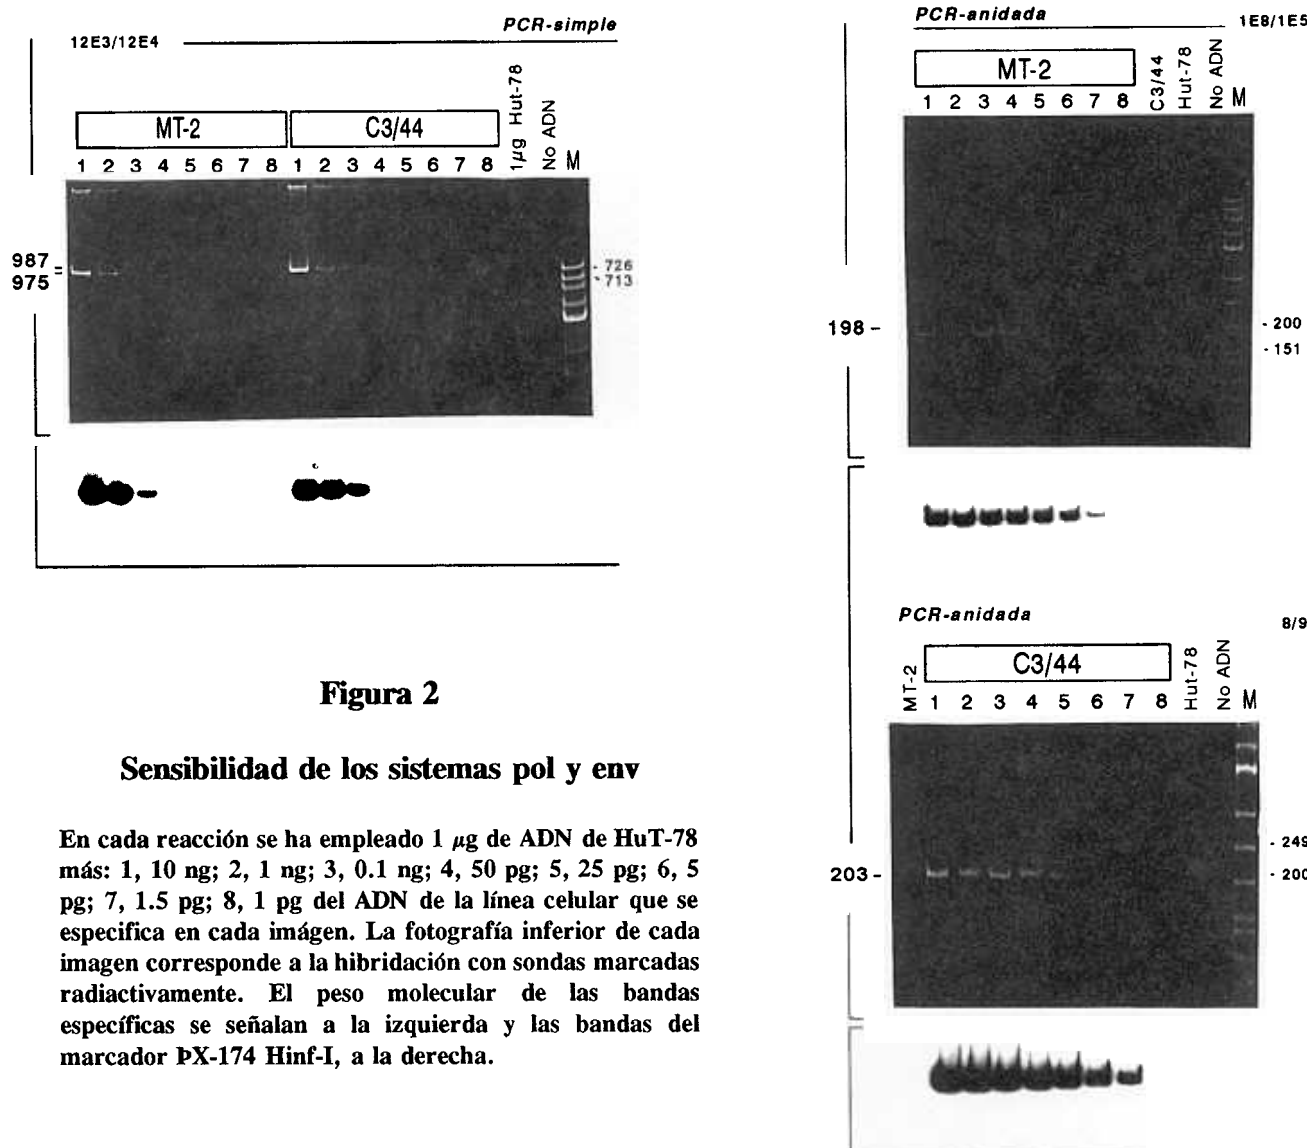 PCR-simple
12E3/12E4
MT-2
C3/44
1µg Hut-78
No ADN
M
1 2 3 4 5 6 7 8 1 2 3 4 5 6 7 8
987
975
- 726
- 713
Figura 2
Sensibilidad de los sistemas pol y env
En cada reacción se ha empleado 1 µg de ADN de HuT-78
más: 1, 10 ng; 2, 1 ng; 3, 0.1 ng; 4, 50 pg; 5, 25 pg; 6, 5
pg; 7, 1.5 pg; 8, 1 pg del ADN de la línea celular que se
especifica en cada imágen. La fotografía inferior de cada
imagen corresponde a la hibridación con sondas marcadas
radiactivamente. El peso molecular de las bandas
específicas se señalan a la izquierda y las bandas del
marcador ÞX-174 Hinf-I, a la derecha.
PCR-anidada
1E8/1E5
MT-2
C3/44
Hut-78
No ADN
M
1 2 3 4 5 6 7 8
198 -
- 200
- 151
PCR-anidada
8/9
MT-2
C3/44
Hut-78
No ADN
M
1 2 3 4 5 6 7 8
203 -
- 249
- 200